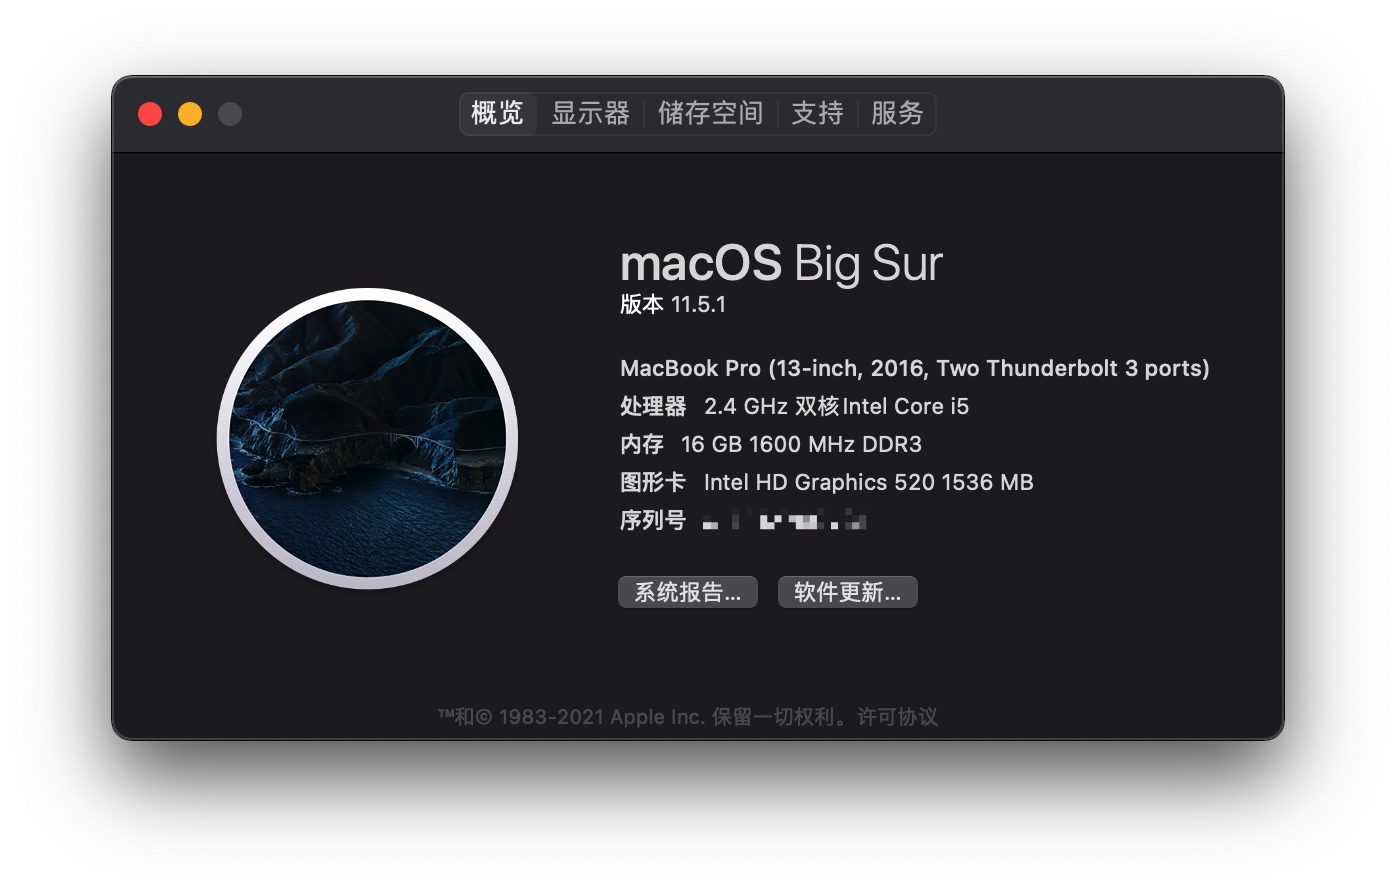 概览 显示器 储存空间 支持 服务
macOS Big Sur
版本 11.5.1
MacBook Pro (13-inch, 2016, Two Thunderbolt 3 ports)
处理器 2.4 GHz 双核Intel Core i5
内存 16 GB 1600 MHz DDR3
图形卡 Intel HD Graphics 520 1536 MB
序列号
系统报告... 软件更新...
™和© 1983-2021 Apple Inc. 保留一切权利。许可协议